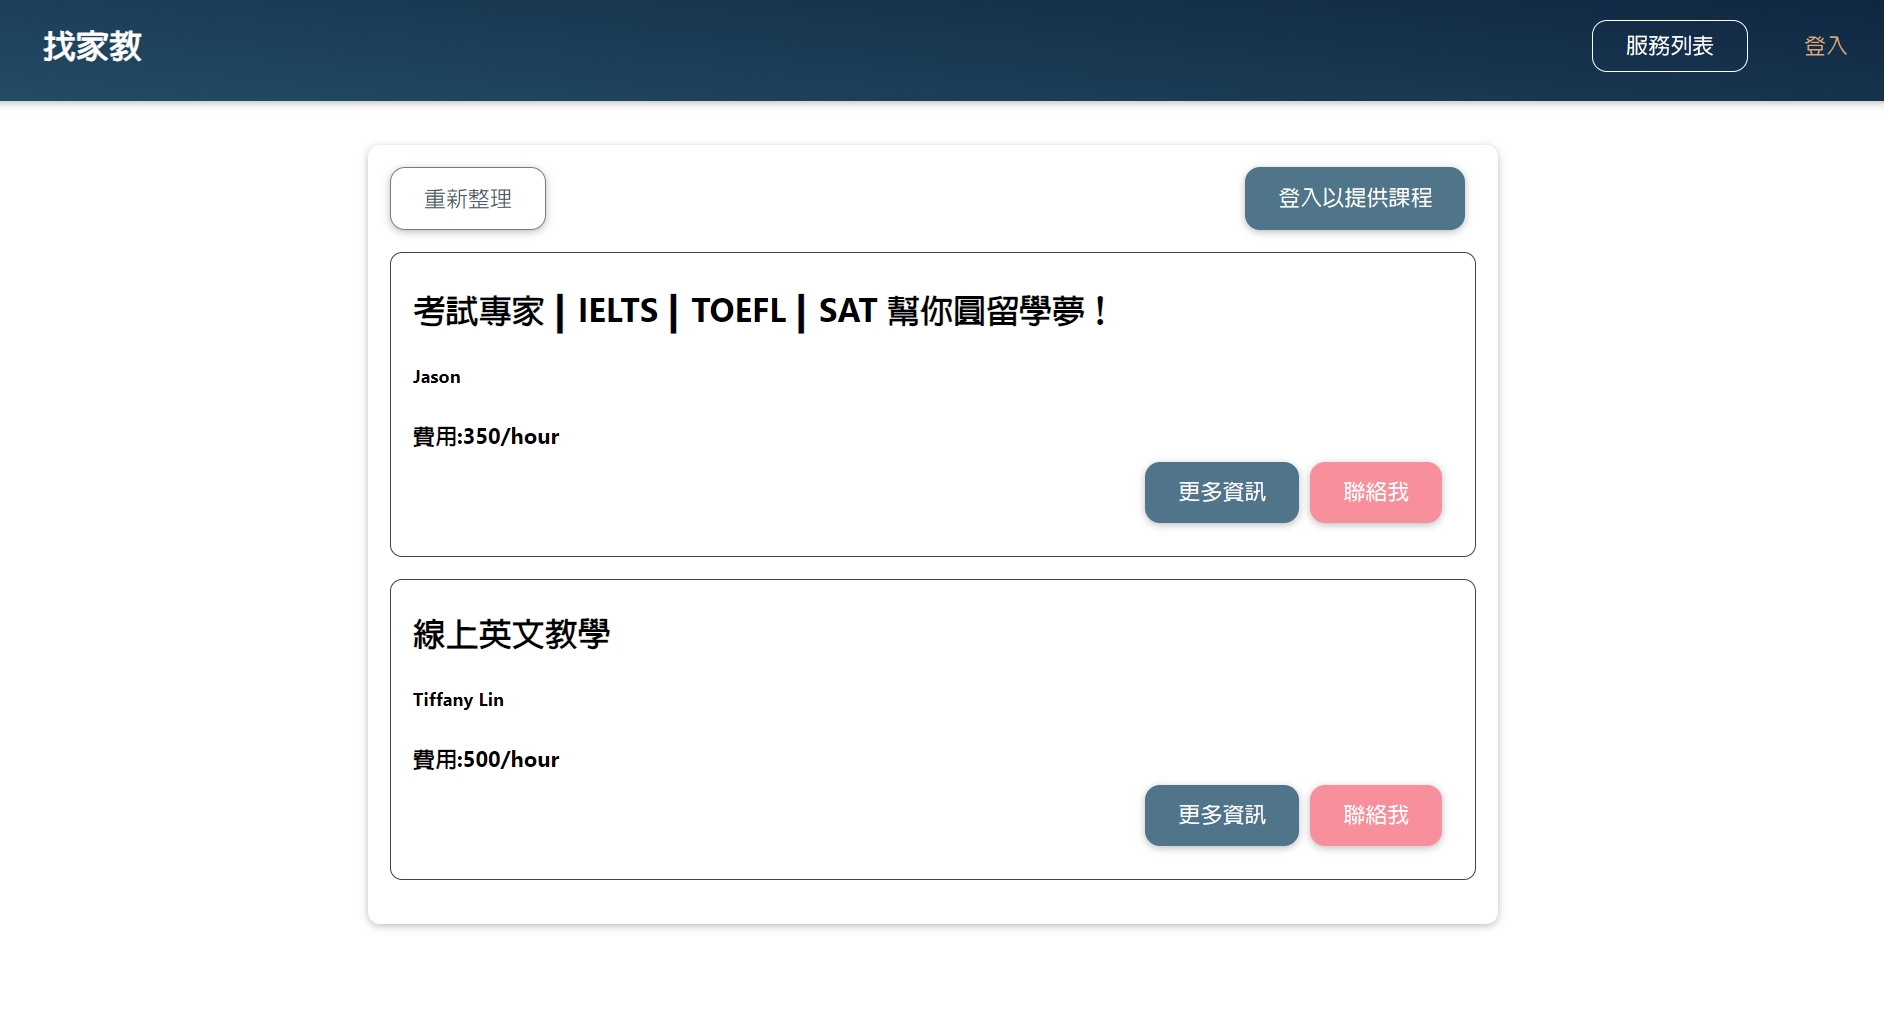 找家教
服務列表
登入
重新整理
登入以提供課程
考試專家┃IELTS┃TOEFL┃SAT 幫你圓留學夢！
Jason
費用:350/hour
更多資訊
聯絡我
線上英文教學
Tiffany Lin
費用:500/hour
更多資訊
聯絡我